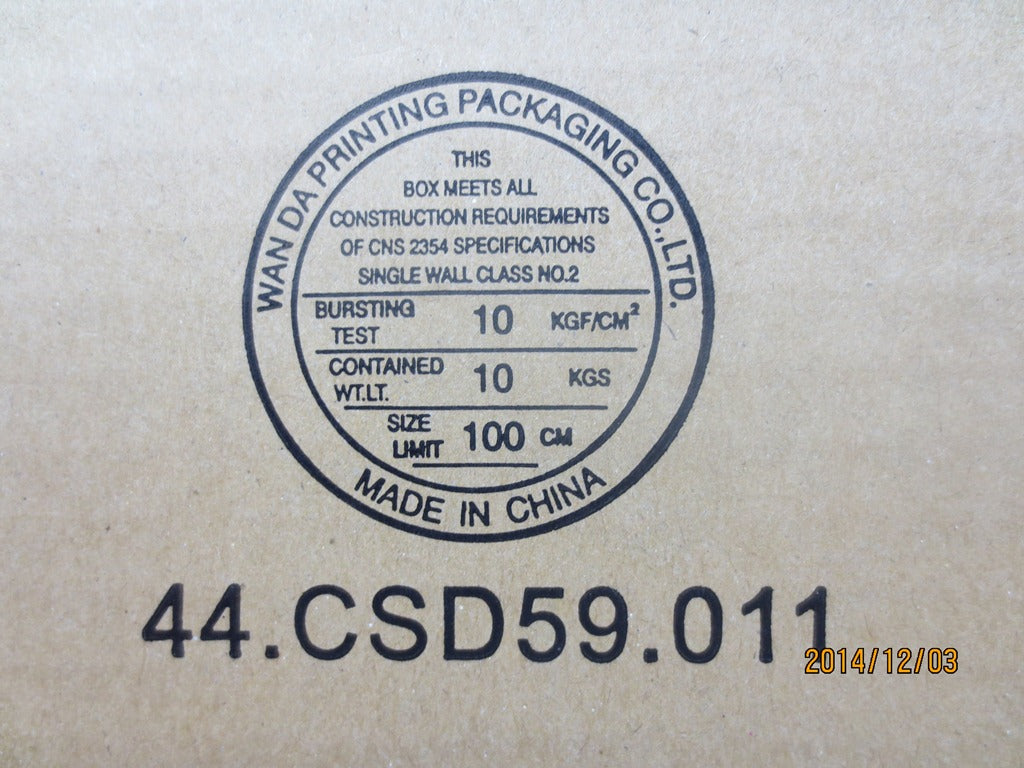 WAN DA PRINTING PACKAGING CO.,LTD.
THIS
BOX MEETS ALL
CONSTRUCTION REQUIREMENTS
OF CNS 2354 SPECIFICATIONS
SINGLE WALL CLASS NO.2
BURSTING TEST 10 KGF/CM²
CONTAINED WT.LT. 10 KGS
SIZE LIMIT 100 CM
MADE IN CHINA
44.CSD59.011
2014/12/03